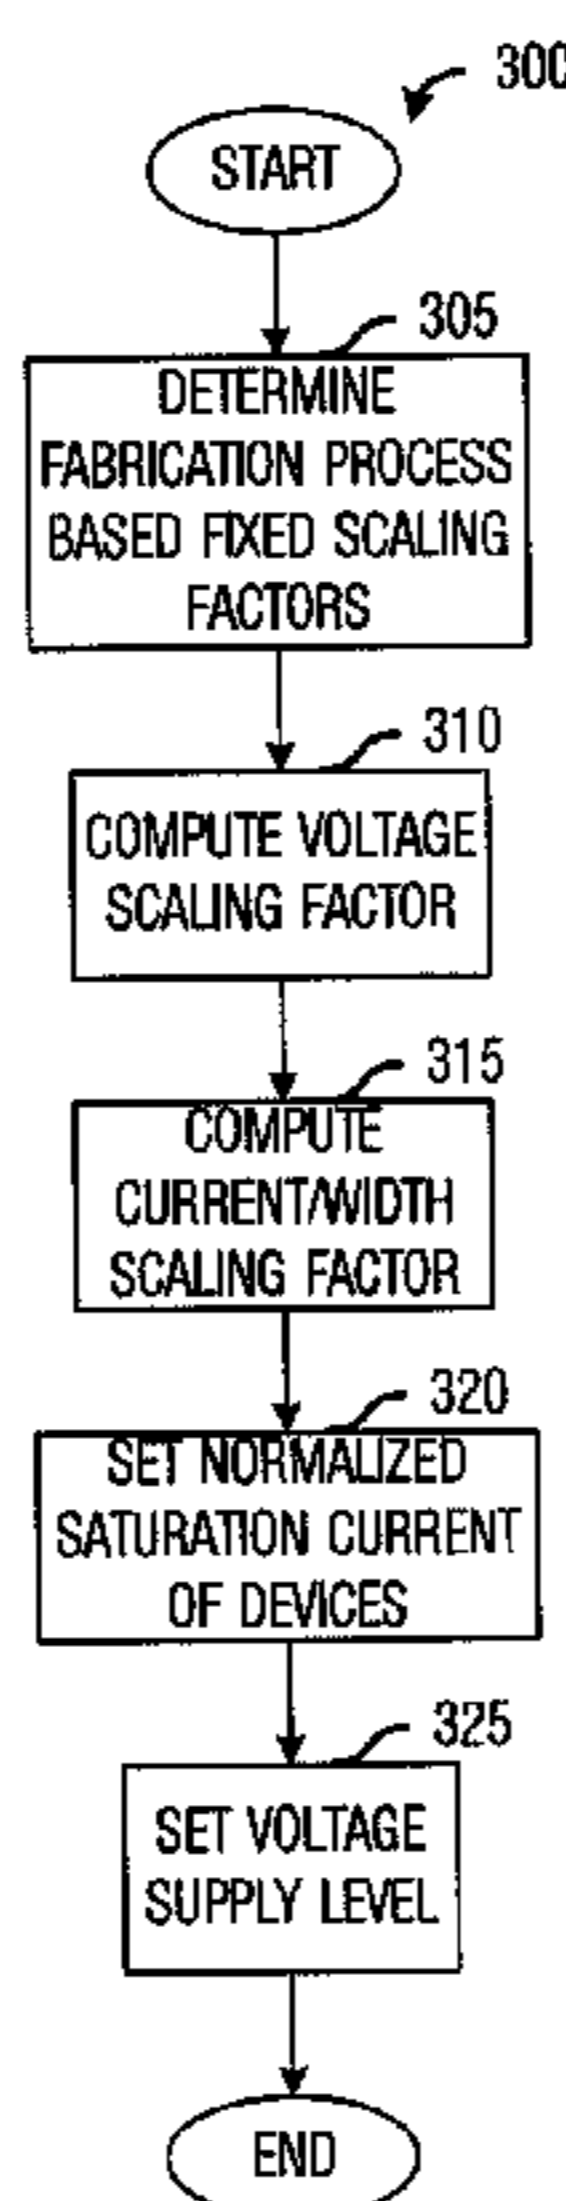 300
START
305
DETERMINE
FABRICATION PROCESS
BASED FIXED SCALING
FACTORS
310
COMPUTE VOLTAGE
SCALING FACTOR
315
COMPUTE
CURRENT/WIDTH
SCALING FACTOR
320
SET NORMALIZED
SATURATION CURRENT
OF DEVICES
325
SET VOLTAGE
SUPPLY LEVEL
END